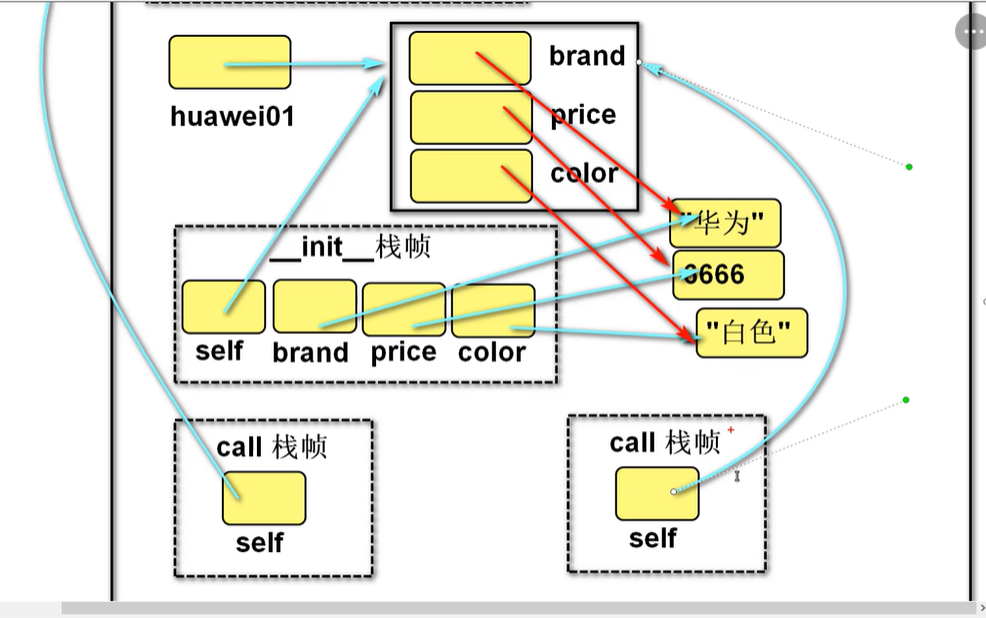 brand
huawei01
price
color
"华为"
__init__栈帧
6666
"白色"
self brand price color
call 栈帧
self
call 栈帧
self